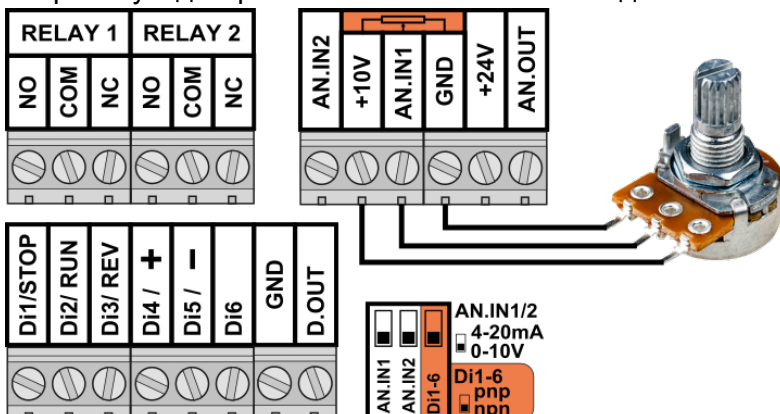 RELAY 1 RELAY 2
NO COM NC NO COM NC
AN.IN2 +10V AN.IN1 GND +24V AN.OUT
Di1/STOP Di2/ RUN Di3/ REV Di4 / + Di5 / − Di6 GND D.OUT
AN.IN1 AN.IN2 Di1-6
AN.IN1/2
4-20mA
0-10V
Di1-6
pnp
npn